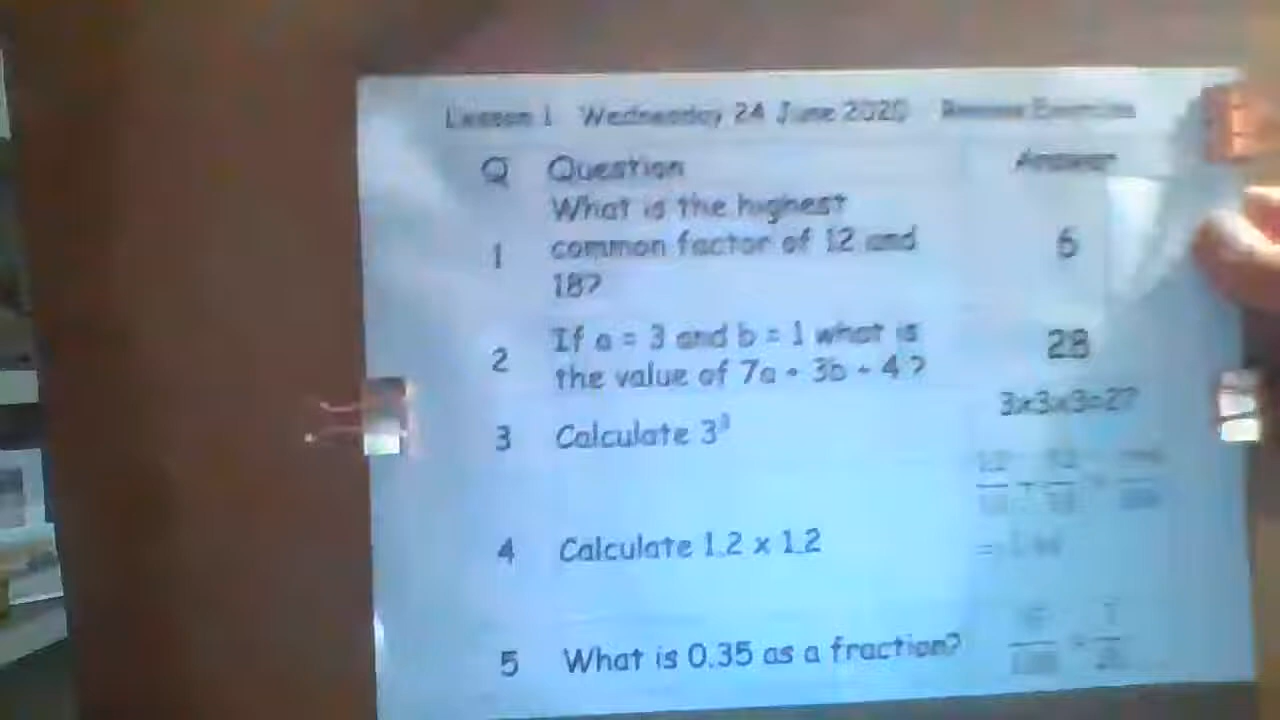 Lesson 1 Wednesday 24 June 2020
Q Question Answer
What is the highest
1 common factor of 12 and 6
18?
If a = 3 and b = 1 what is
2 28
the value of 7a + 3b + 4?
3x3x3=27
3 Calculate 3³
4 Calculate 1.2 x 1.2
5 What is 0.35 as a fraction?